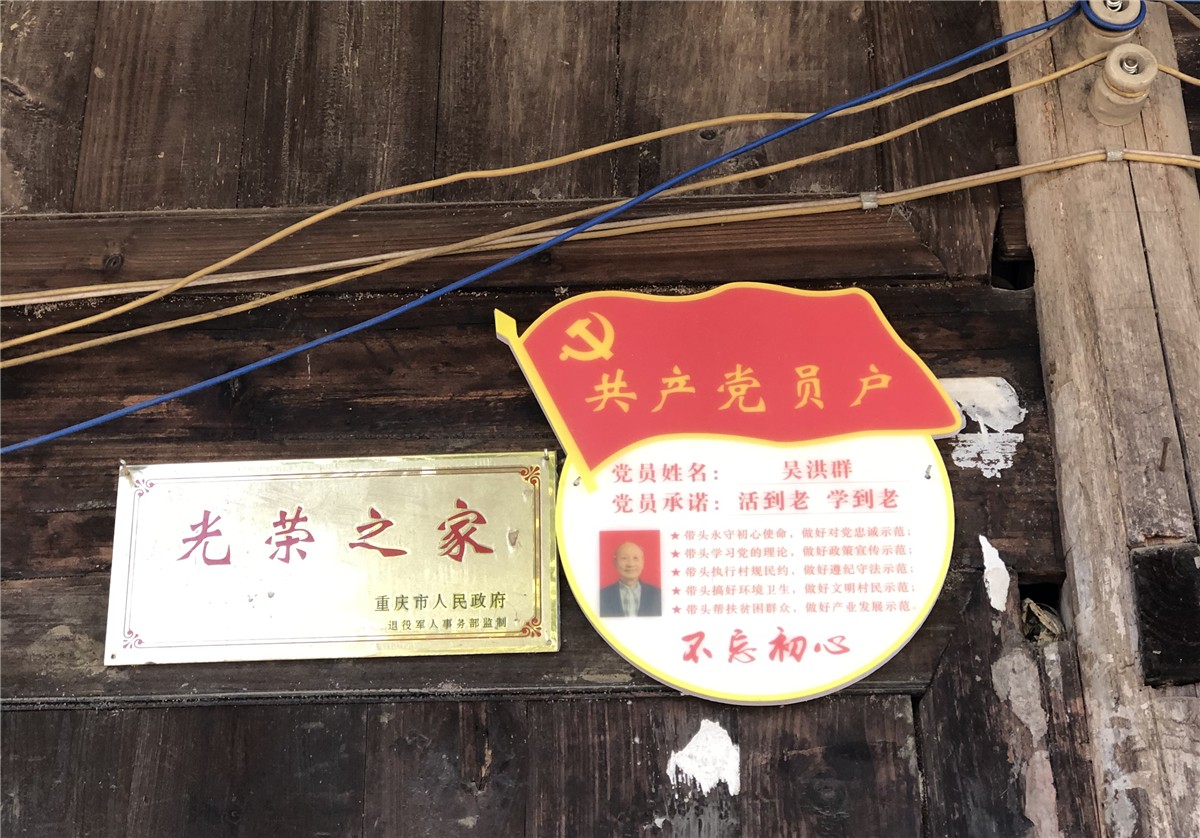 光荣之家
重庆市人民政府
退役军人事务部监制
共产党员户
党员姓名： 吴洪群
党员承诺：活到老 学到老
★带头永守初心使命，做好对党忠诚示范；
★带头学习党的理论，做好政策宣传示范；
★带头执行村规民约，做好遵纪守法示范；
★带头搞好环境卫生，做好文明村民示范；
★带头帮扶贫困群众，做好产业发展示范。
不忘初心